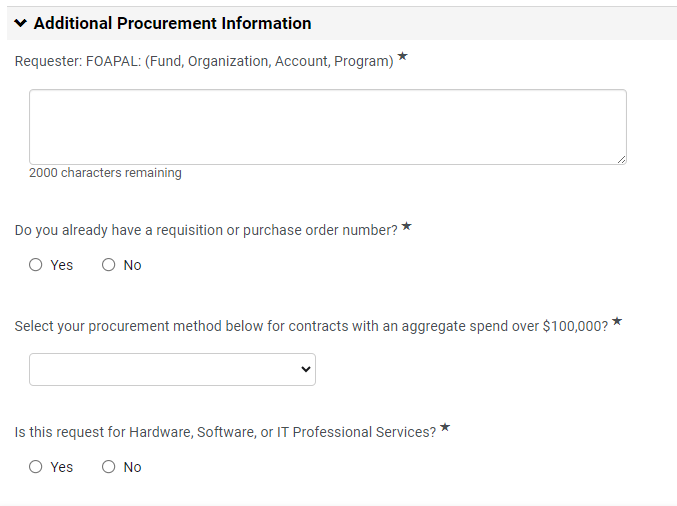 Additional Procurement Information
Requester: FOAPAL: (Fund, Organization, Account, Program) ★
2000 characters remaining
Do you already have a requisition or purchase order number? ★
Yes No
Select your procurement method below for contracts with an aggregate spend over $100,000? ★
Is this request for Hardware, Software, or IT Professional Services? ★
Yes No